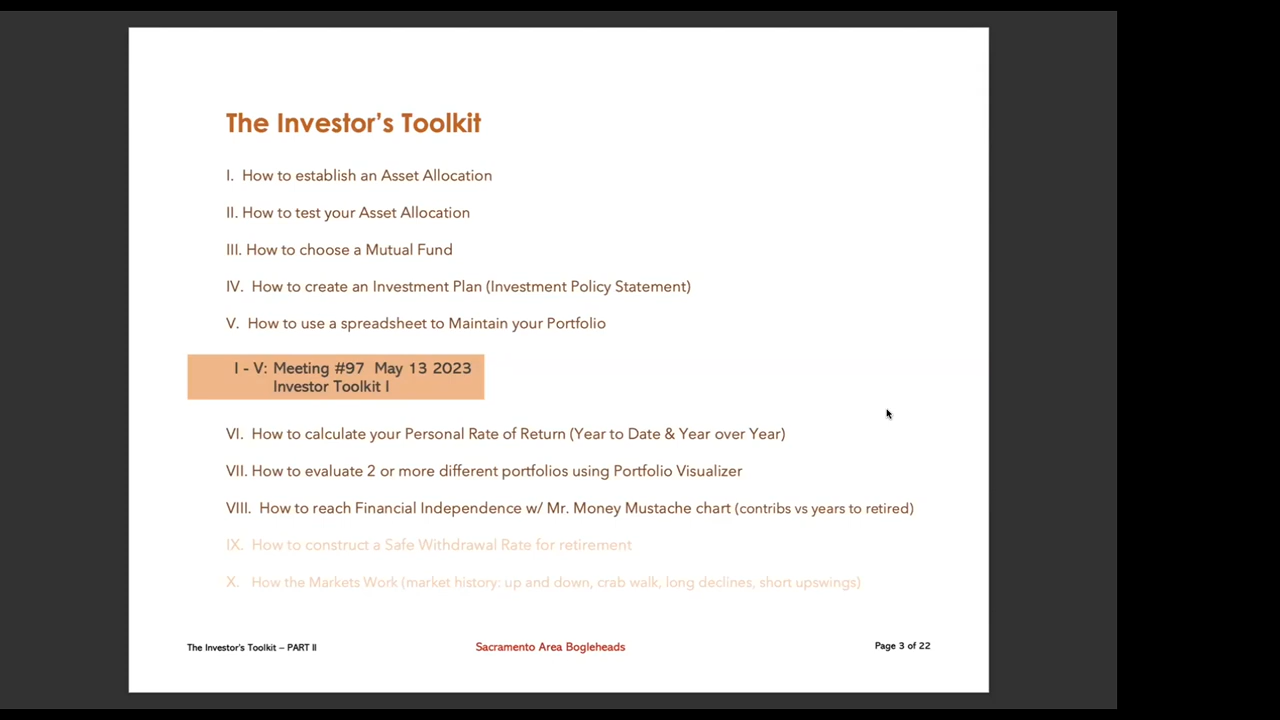 The Investor's Toolkit
I. How to establish an Asset Allocation
II. How to test your Asset Allocation
III. How to choose a Mutual Fund
IV. How to create an Investment Plan (Investment Policy Statement)
V. How to use a spreadsheet to Maintain your Portfolio
I - V: Meeting #97 May 13 2023
Investor Toolkit I
VI. How to calculate your Personal Rate of Return (Year to Date & Year over Year)
VII. How to evaluate 2 or more different portfolios using Portfolio Visualizer
VIII. How to reach Financial Independence w/ Mr. Money Mustache chart (contribs vs years to retired)
IX. How to construct a Safe Withdrawal Rate for retirement
X. How the Markets Work (market history: up and down, crab walk, long declines, short upswings)
The Investor's Toolkit – PART II Sacramento Area Bogleheads Page 3 of 22